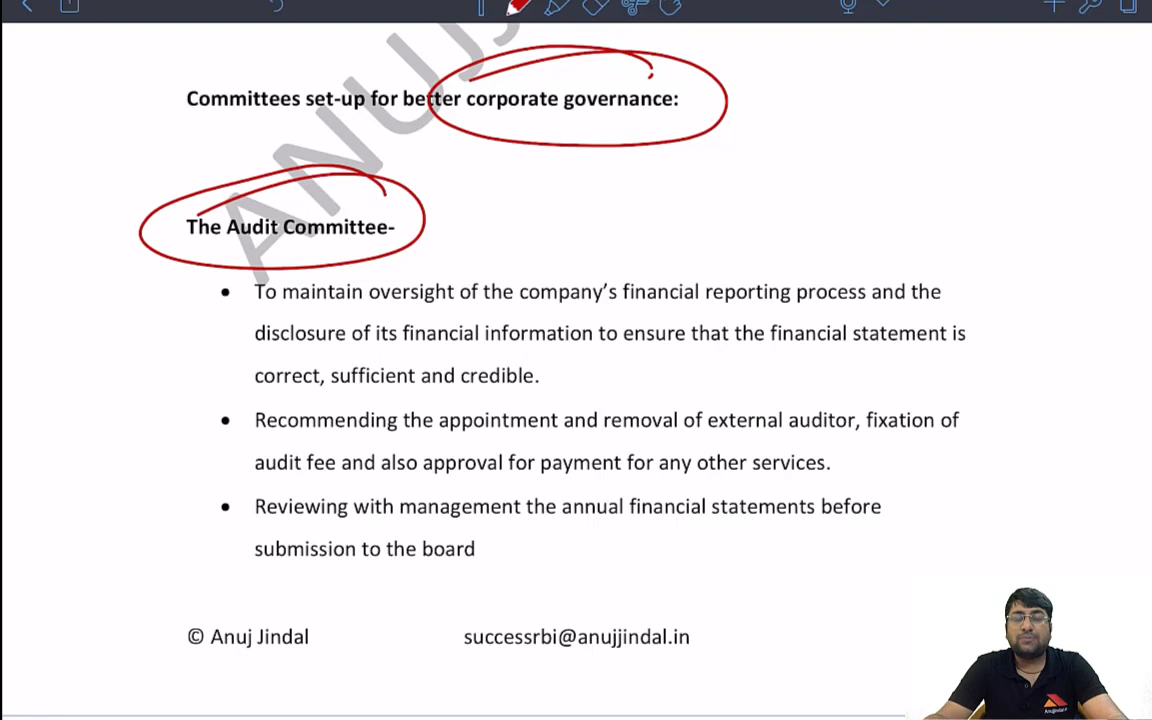 Committees set-up for better corporate governance:
ANUJJ
The Audit Committee-
• To maintain oversight of the company's financial reporting process and the
disclosure of its financial information to ensure that the financial statement is
correct, sufficient and credible.
• Recommending the appointment and removal of external auditor, fixation of
audit fee and also approval for payment for any other services.
• Reviewing with management the annual financial statements before
submission to the board
© Anuj Jindal
successrbi@anujjindal.in